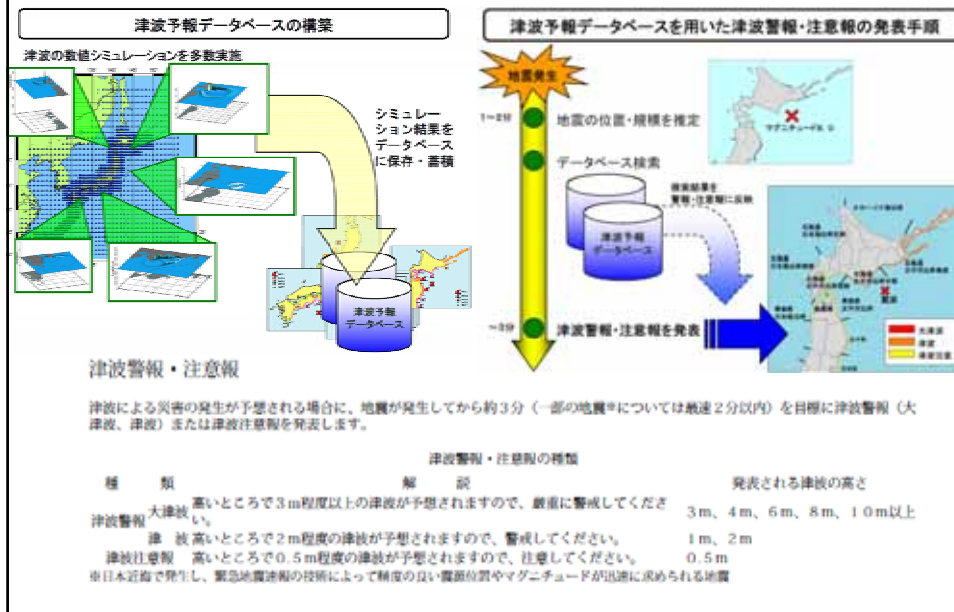 津波予報データベースの構築
津波の数値シミュレーションを多数実施
シミュレー
ション結果を
データベース
に保存・蓄積
津波予報
データベース
津波予報データベースを用いた津波警報・注意報の発表手順
地震発生
1～2分
地震の位置・規模を推定
データベース検索
検索結果を
警報・注意報に反映
津波予報
データベース
～3分
津波警報・注意報を発表
大津波
津波
津波注意
津波警報・注意報
津波による災害の発生が予想される場合に、地震が発生してから約３分（一部の地震※については最速２分以内）を目標に津波警報（大
津波、津波）または津波注意報を発表します。
津波警報・注意報の種類
種　類　解　説　発表される津波の高さ
津波警報 大津波 高いところで３ｍ程度以上の津波が予想されますので、厳重に警戒してください。 ３ｍ、４ｍ、６ｍ、８ｍ、１０ｍ以上
津　波 高いところで２ｍ程度の津波が予想されますので、警戒してください。 １ｍ、２ｍ
津波注意報 高いところで０.５ｍ程度の津波が予想されますので、注意してください。 ０.５ｍ
※日本近海で発生し、緊急地震速報の技術によって精度の良い震源位置やマグニチュードが迅速に求められる地震